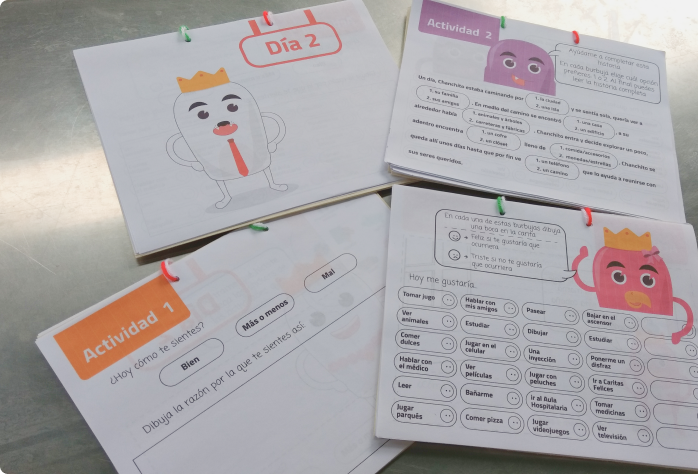 Día 2
Actividad 2
Ayúdame a completar esta
historia.
En cada burbuja elige cuál opción
prefieres, 1 o 2. Al final, puedes
leer la historia completa.
Un día, Chanchito estaba caminando por
1. la ciudad
2. una isla
y se sentía solo, quería ver a
1. su familia
2. sus amigos
. En medio del camino se encontró
1. una casa
2. un edificio
, a su
alrededor había
1. animales y árboles
2. carreteras y fábricas
. Chanchito entra y decide explorar un poco,
adentro encuentra
1. un cofre
2. un clóset
lleno de
1. comida/accesorios
2. monedas/estrellas
. Chanchito se
queda allí unos días hasta que por fin ve
1. un teléfono
2. un camino
que lo ayuda a reunirse con
sus seres queridos.
Actividad 1
¿Hoy cómo te sientes?
Bien
Más o menos
Mal
Dibuja la razón por la que te sientes así:
En cada una de estas burbujas dibuja
una boca en la carita
Feliz si te gustaría que
ocurriera
Triste si no te gustaría
que ocurriera
Hoy me gustaría...
Tomar jugo
Hablar con
mis amigos
Pasear
Bajar en el
ascensor
Ver
animales
Estudiar
Dibujar
Estudiar
Comer
dulces
Jugar en el
celular
Una
inyección
Ponerme un
disfraz
Hablar con
el médico
Ver
películas
Jugar con
peluches
Ir a Caritas
Felices
Leer
Bañarme
Ir al Aula
Hospitalaria
Tomar
medicinas
Jugar
parqués
Comer pizza
Jugar
videojuegos
Ver
televisión